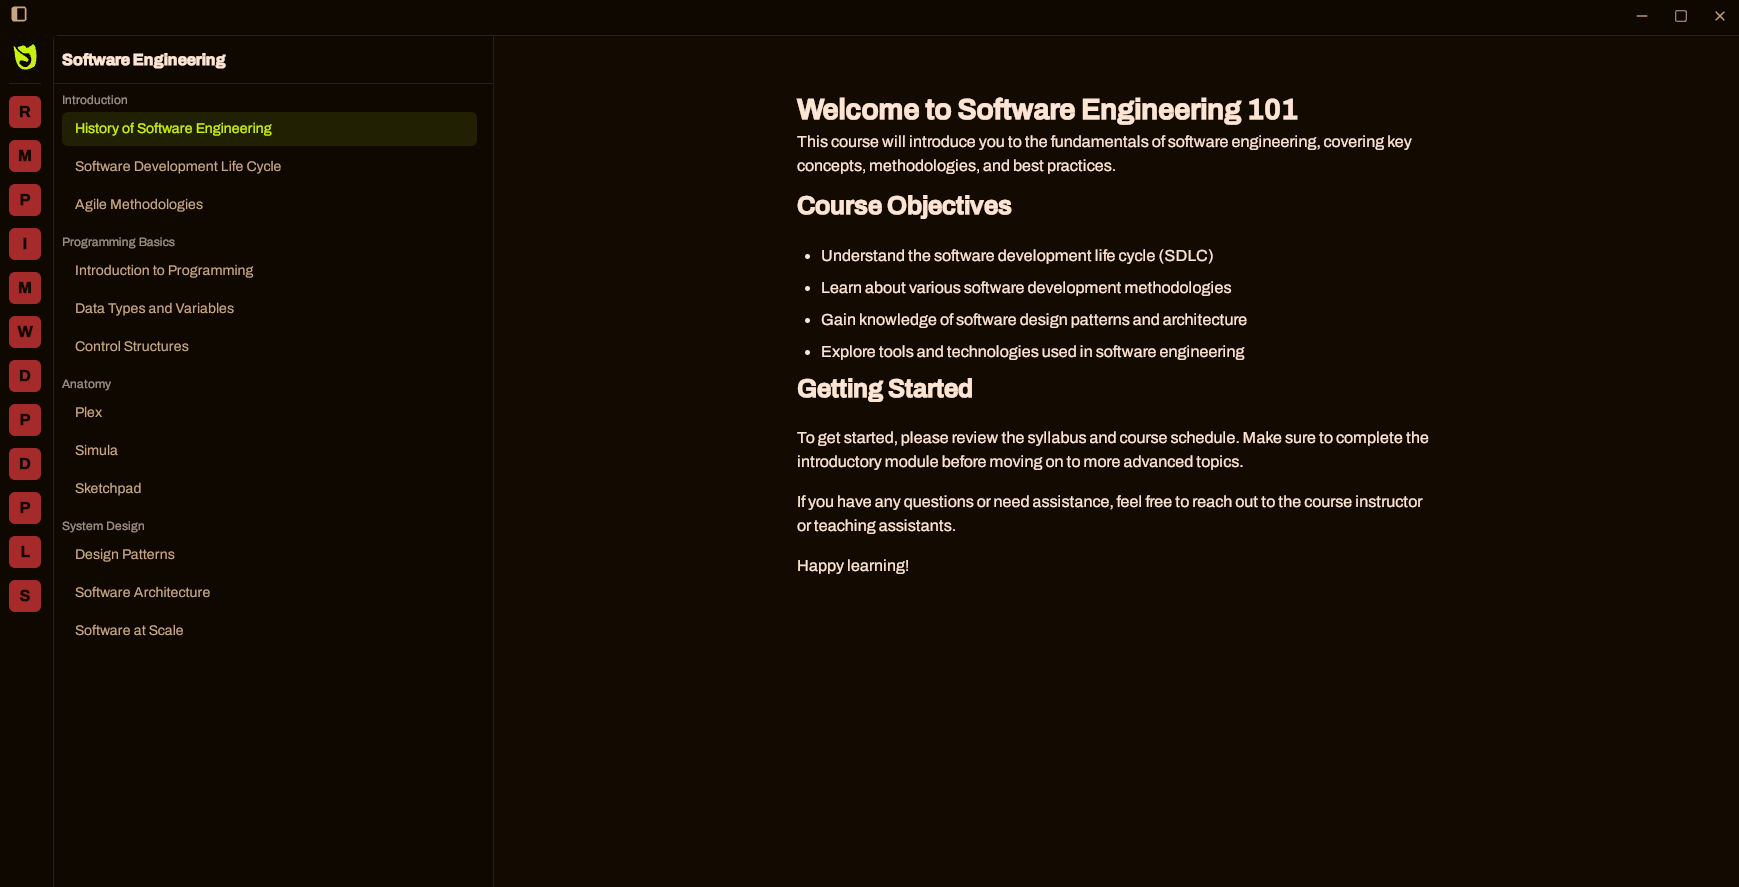 R
M
P
I
M
W
D
P
D
P
L
S
Software Engineering
Introduction
History of Software Engineering
Software Development Life Cycle
Agile Methodologies
Programming Basics
Introduction to Programming
Data Types and Variables
Control Structures
Anatomy
Plex
Simula
Sketchpad
System Design
Design Patterns
Software Architecture
Software at Scale
Welcome to Software Engineering 101
This course will introduce you to the fundamentals of software engineering, covering key
concepts, methodologies, and best practices.
Course Objectives
• Understand the software development life cycle (SDLC)
• Learn about various software development methodologies
• Gain knowledge of software design patterns and architecture
• Explore tools and technologies used in software engineering
Getting Started
To get started, please review the syllabus and course schedule. Make sure to complete the
introductory module before moving on to more advanced topics.
If you have any questions or need assistance, feel free to reach out to the course instructor
or teaching assistants.
Happy learning!